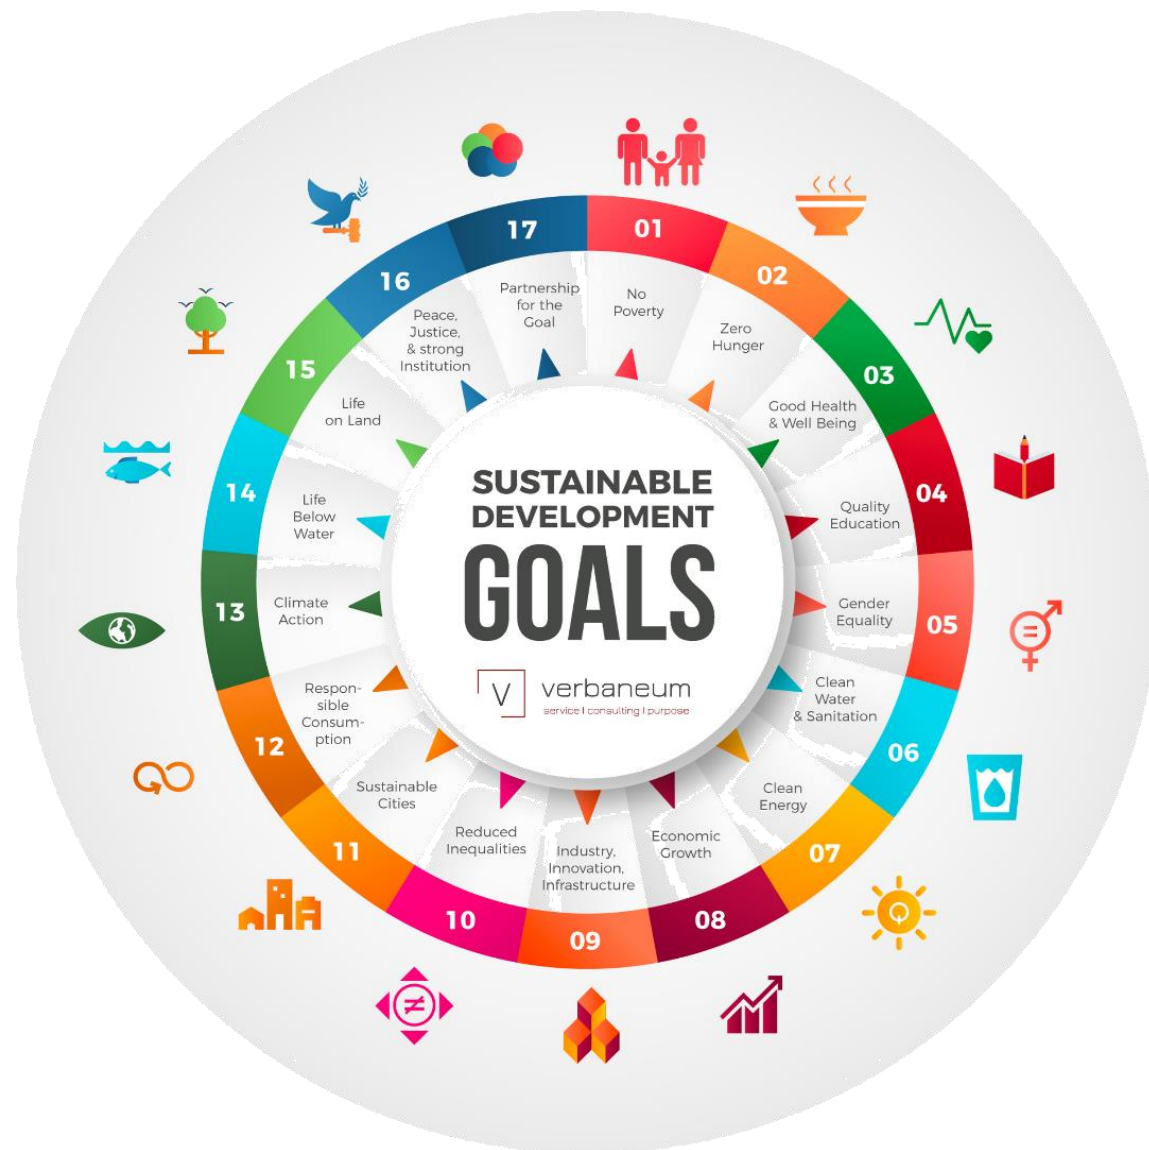 SUSTAINABLE
DEVELOPMENT
GOALS
V
verbaneum
service I consulting I purpose
01
No
Poverty
02
Zero
Hunger
03
Good Health
& Well Being
04
Quality
Education
05
Gender
Equality
06
Clean
Water
& Sanitation
07
Clean
Energy
08
Economic
Growth
09
Industry,
Innovation,
Infrastructure
10
Reduced
Inequalities
11
Sustainable
Cities
12
Respon-
sible
Consum-
ption
13
Climate
Action
14
Life
Below
Water
15
Life
on Land
16
Peace,
Justice,
& strong
Institution
17
Partnership
for the
Goal
=
≠